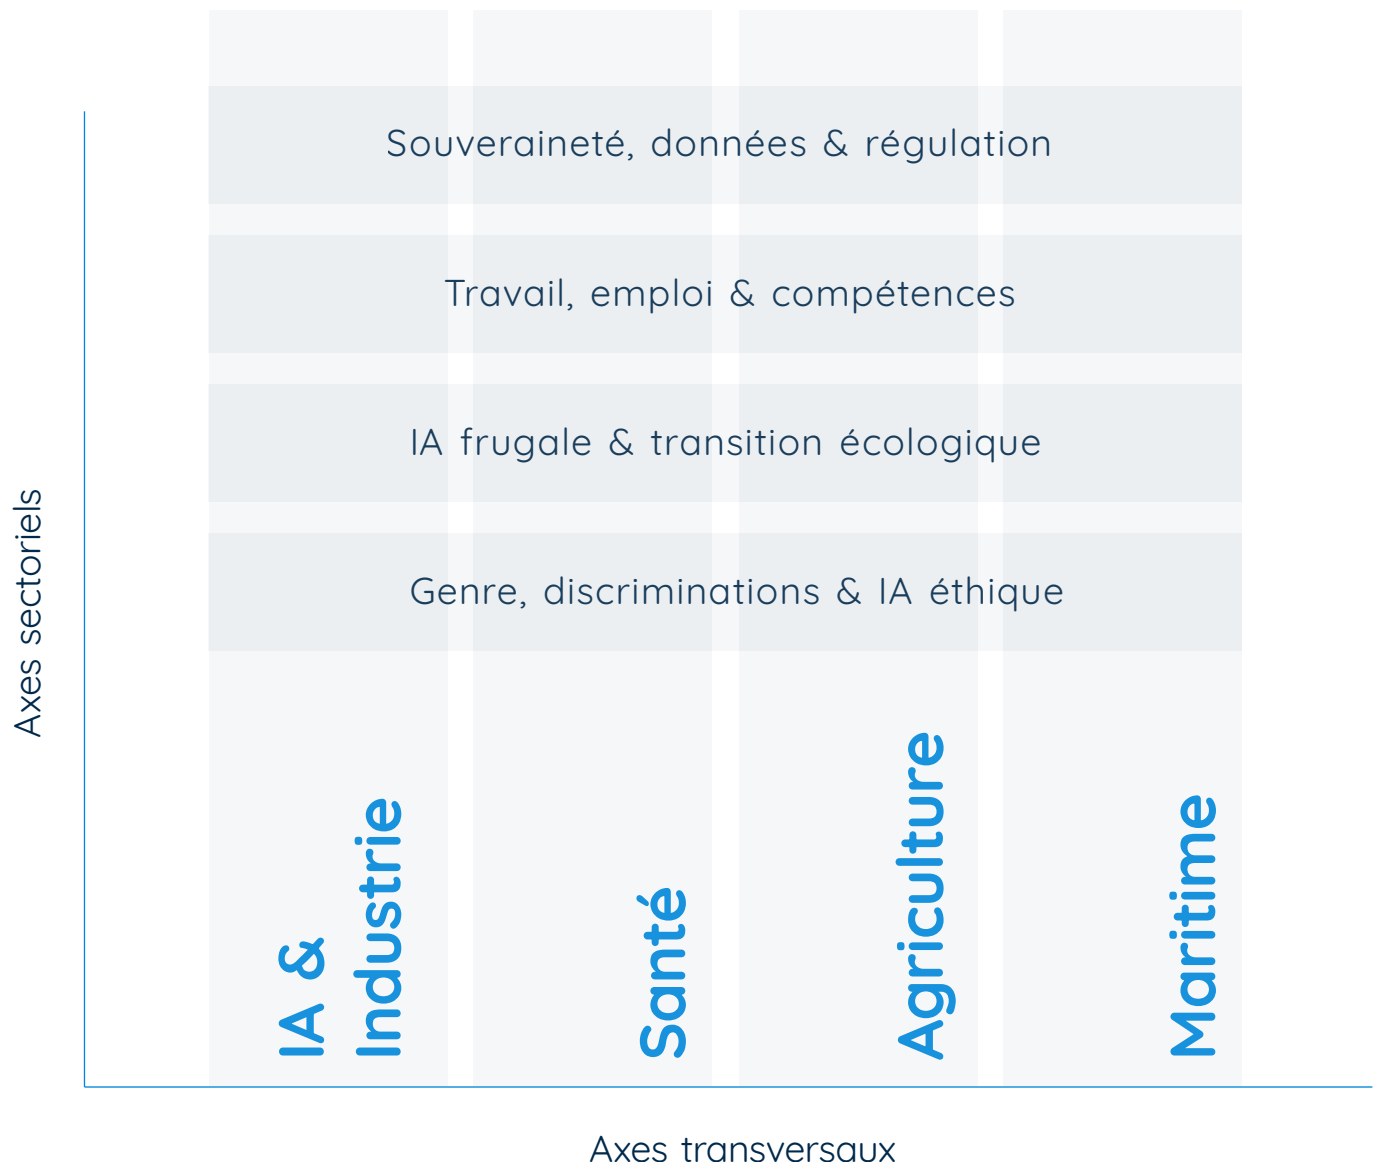 Souveraineté, données & régulation
Travail, emploi & compétences
IA frugale & transition écologique
Genre, discriminations & IA éthique
Axes sectoriels
IA &
Industrie
Santé
Agriculture
Maritime
Axes transversaux